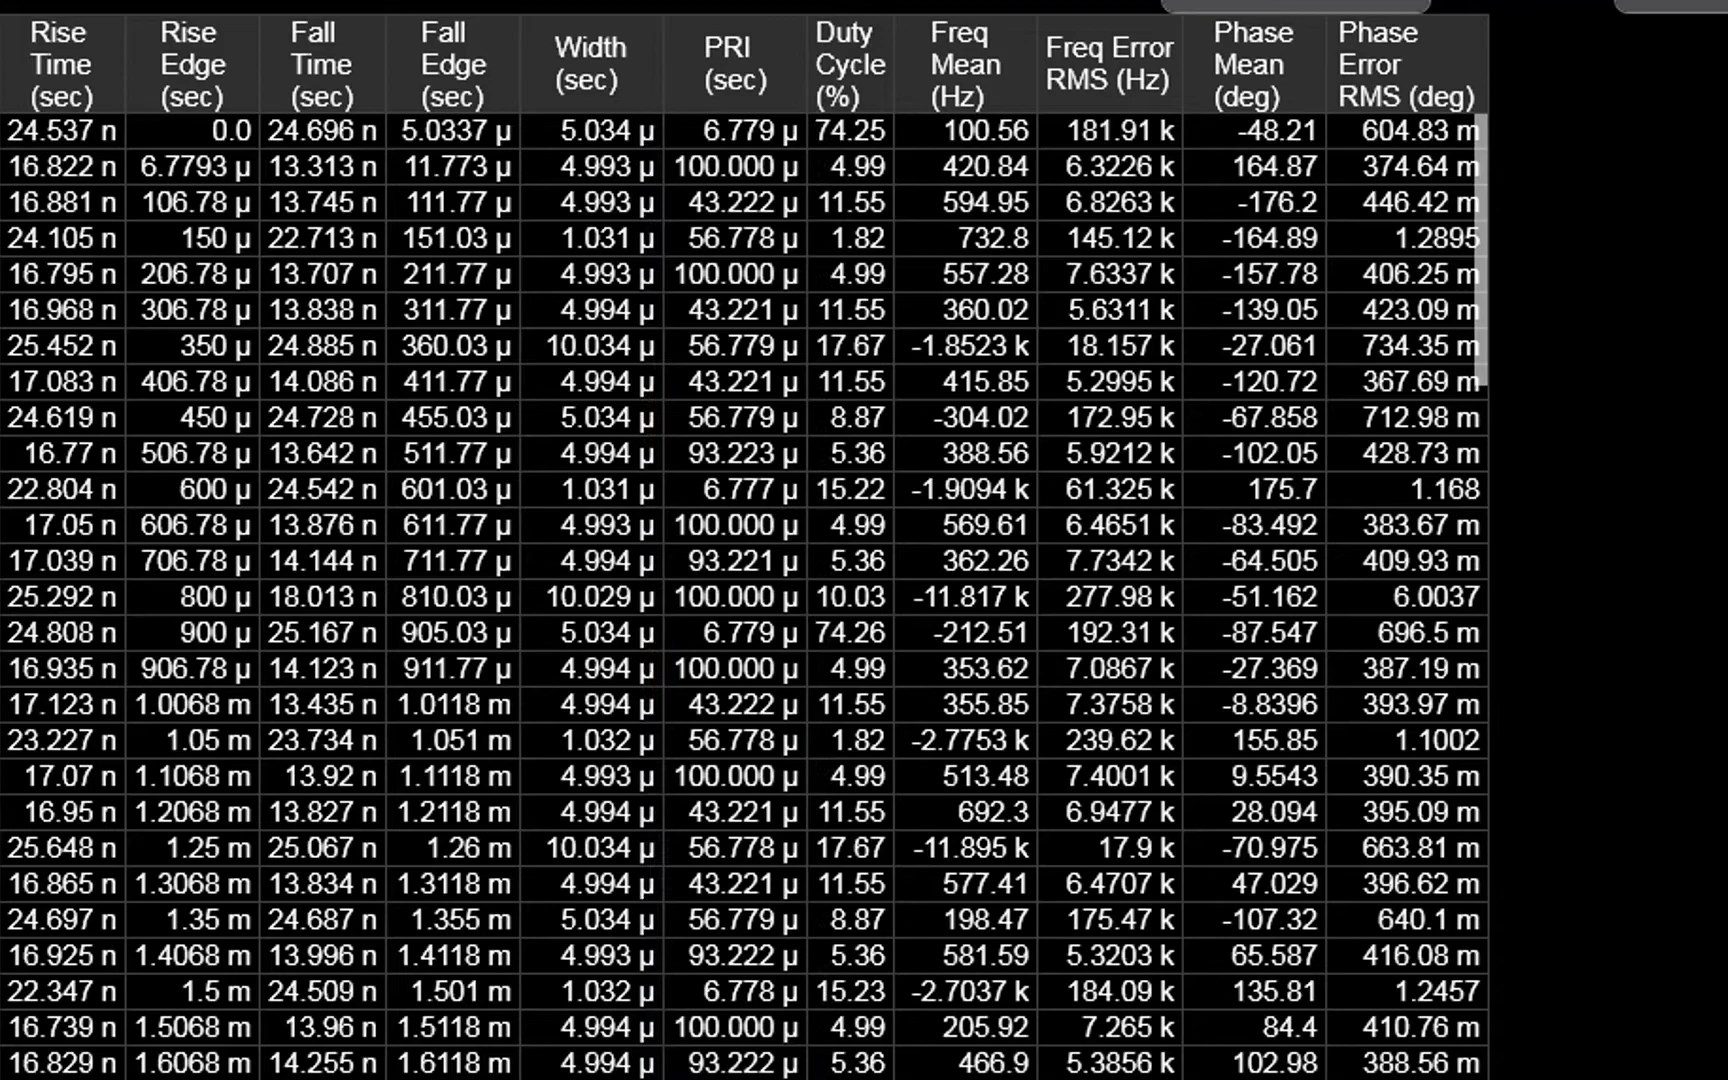 Rise Time (sec) Rise Edge (sec) Fall Time (sec) Fall Edge (sec) Width (sec) PRI (sec) Duty Cycle (%) Freq Mean (Hz) Freq Error RMS (Hz) Phase Mean (deg) Phase Error RMS (deg)
24.537 n 0.0 24.696 n 5.0337 µ 5.034 µ 6.779 µ 74.25 100.56 181.91 k -48.21 604.83 m
16.822 n 6.7793 µ 13.313 n 11.773 µ 4.993 µ 100.000 µ 4.99 420.84 6.3226 k 164.87 374.64 m
16.881 n 106.78 µ 13.745 n 111.77 µ 4.993 µ 43.222 µ 11.55 594.95 6.8263 k -176.2 446.42 m
24.105 n 150 µ 22.713 n 151.03 µ 1.031 µ 56.778 µ 1.82 732.8 145.12 k -164.89 1.2895
16.795 n 206.78 µ 13.707 n 211.77 µ 4.993 µ 100.000 µ 4.99 557.28 7.6337 k -157.78 406.25 m
16.968 n 306.78 µ 13.838 n 311.77 µ 4.994 µ 43.221 µ 11.55 360.02 5.6311 k -139.05 423.09 m
25.452 n 350 µ 24.885 n 360.03 µ 10.034 µ 56.779 µ 17.67 -1.8523 k 18.157 k -27.061 734.35 m
17.083 n 406.78 µ 14.086 n 411.77 µ 4.994 µ 43.221 µ 11.55 415.85 5.2995 k -120.72 367.69 m
24.619 n 450 µ 24.728 n 455.03 µ 5.034 µ 56.779 µ 8.87 -304.02 172.95 k -67.858 712.98 m
16.77 n 506.78 µ 13.642 n 511.77 µ 4.994 µ 93.223 µ 5.36 388.56 5.9212 k -102.05 428.73 m
22.804 n 600 µ 24.542 n 601.03 µ 1.031 µ 6.777 µ 15.22 -1.9094 k 61.325 k 175.7 1.168
17.05 n 606.78 µ 13.876 n 611.77 µ 4.993 µ 100.000 µ 4.99 569.61 6.4651 k -83.492 383.67 m
17.039 n 706.78 µ 14.144 n 711.77 µ 4.994 µ 93.221 µ 5.36 362.26 7.7342 k -64.505 409.93 m
25.292 n 800 µ 18.013 n 810.03 µ 10.029 µ 100.000 µ 10.03 -11.817 k 277.98 k -51.162 6.0037
24.808 n 900 µ 25.167 n 905.03 µ 5.034 µ 6.779 µ 74.26 -212.51 192.31 k -87.547 696.5 m
16.935 n 906.78 µ 14.123 n 911.77 µ 4.994 µ 100.000 µ 4.99 353.62 7.0867 k -27.369 387.19 m
17.123 n 1.0068 m 13.435 n 1.0118 m 4.994 µ 43.222 µ 11.55 355.85 7.3758 k -8.8396 393.97 m
23.227 n 1.05 m 23.734 n 1.051 m 1.032 µ 56.778 µ 1.82 -2.7753 k 239.62 k 155.85 1.1002
17.07 n 1.1068 m 13.92 n 1.1118 m 4.993 µ 100.000 µ 4.99 513.48 7.4001 k 9.5543 390.35 m
16.95 n 1.2068 m 13.827 n 1.2118 m 4.994 µ 43.221 µ 11.55 692.3 6.9477 k 28.094 395.09 m
25.648 n 1.25 m 25.067 n 1.26 m 10.034 µ 56.778 µ 17.67 -11.895 k 17.9 k -70.975 663.81 m
16.865 n 1.3068 m 13.834 n 1.3118 m 4.994 µ 43.221 µ 11.55 577.41 6.4707 k 47.029 396.62 m
24.697 n 1.35 m 24.687 n 1.355 m 5.034 µ 56.779 µ 8.87 198.47 175.47 k -107.32 640.1 m
16.925 n 1.4068 m 13.996 n 1.4118 m 4.993 µ 93.222 µ 5.36 581.59 5.3203 k 65.587 416.08 m
22.347 n 1.5 m 24.509 n 1.501 m 1.032 µ 6.778 µ 15.23 -2.7037 k 184.09 k 135.81 1.2457
16.739 n 1.5068 m 13.96 n 1.5118 m 4.994 µ 100.000 µ 4.99 205.92 7.265 k 84.4 410.76 m
16.829 n 1.6068 m 14.255 n 1.6118 m 4.994 µ 93.222 µ 5.36 466.9 5.3856 k 102.98 388.56 m